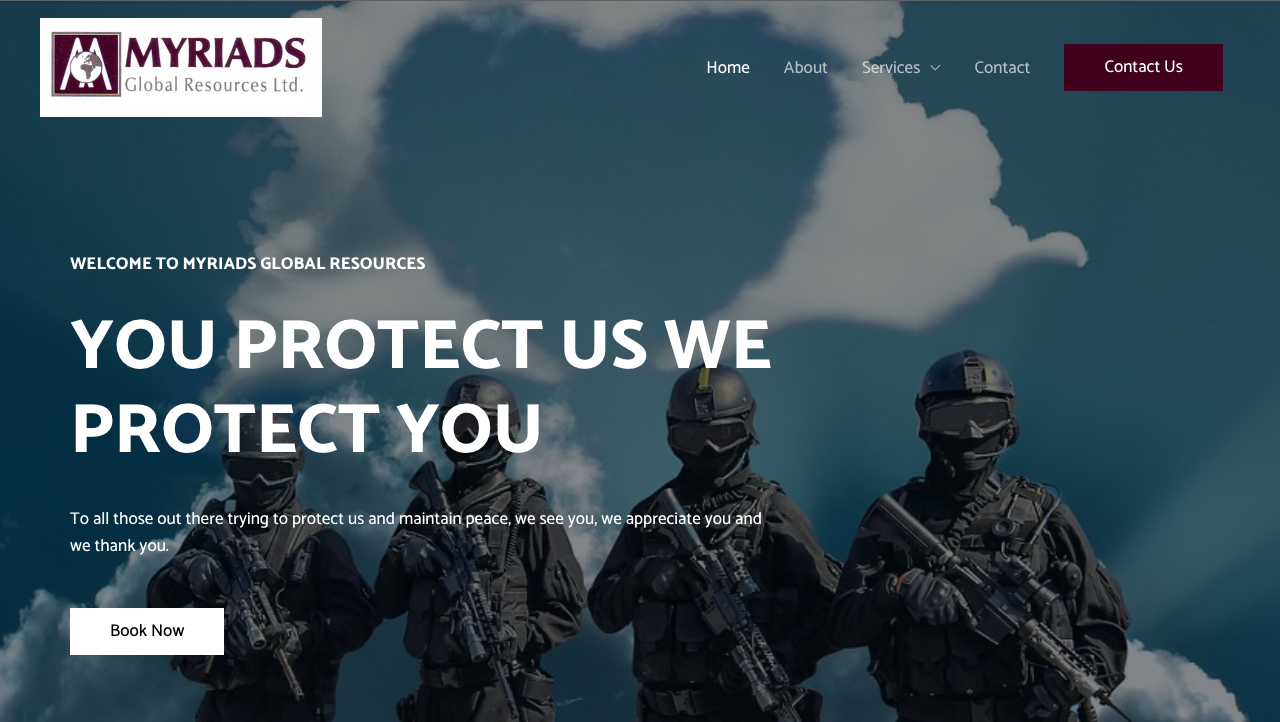 MYRIADS
Global Resources Ltd.
Home About Services Contact Contact Us
WELCOME TO MYRIADS GLOBAL RESOURCES
YOU PROTECT US WE
PROTECT YOU
To all those out there trying to protect us and maintain peace, we see you, we appreciate you and
we thank you.
Book Now